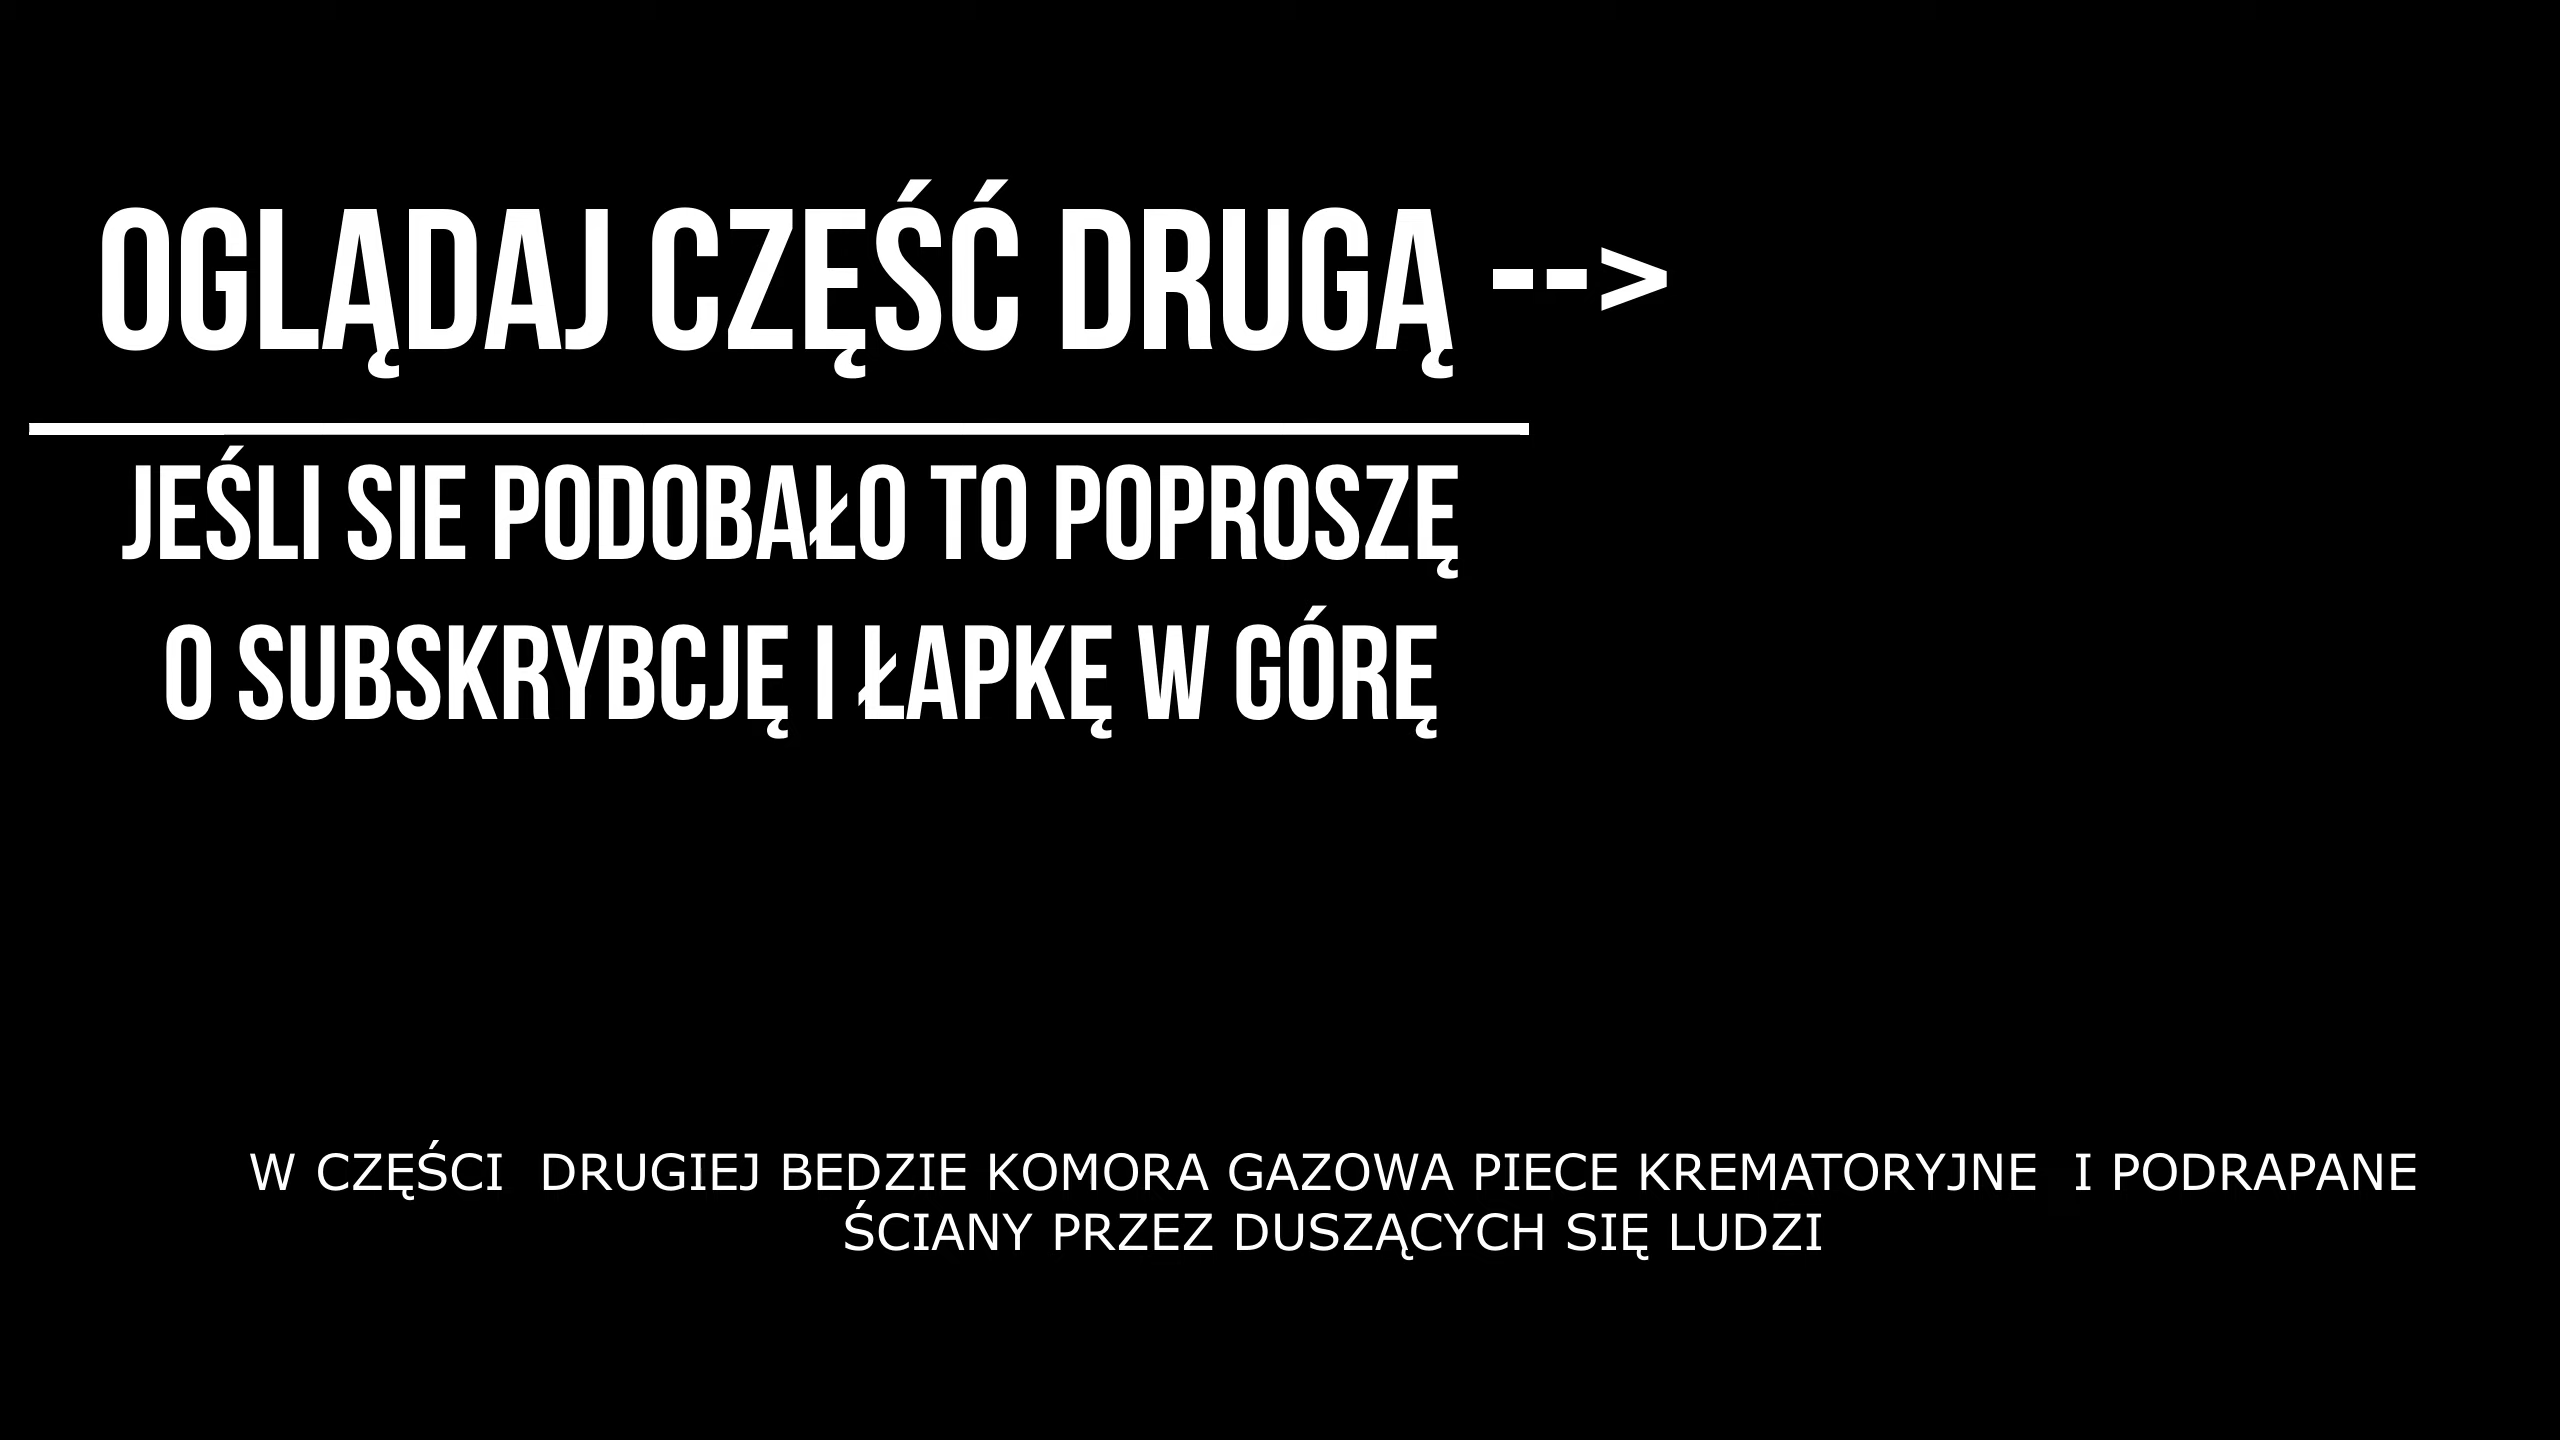 OGLĄDAJ CZĘŚĆ DRUGĄ -->
JEŚLI SIE PODOBAŁO TO POPROSZĘ
O SUBSKRYBCJĘ I ŁAPKĘ W GÓRĘ
W CZĘŚCI  DRUGIEJ BEDZIE KOMORA GAZOWA PIECE KREMATORYJNE  I PODRAPANE
ŚCIANY PRZEZ DUSZĄCYCH SIĘ LUDZI